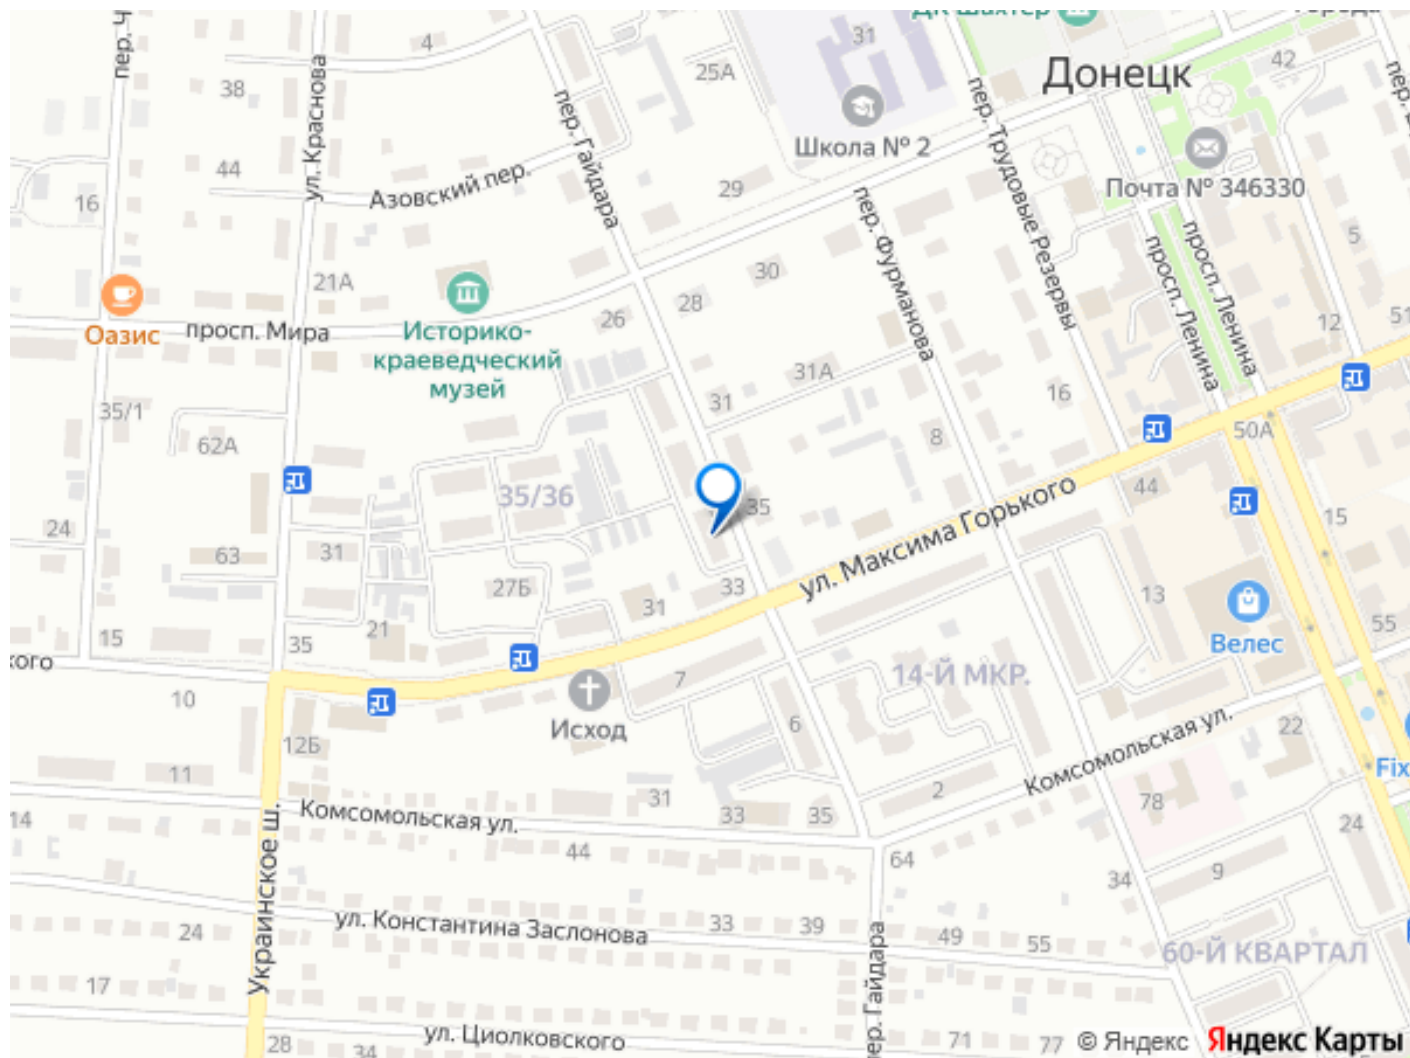 ДК Шахтёр
города
пер. Ч
4
31
42
25А
Донецк
38
ул. Краснова
пер. Гайдара
пер. Трудовые Резервы
Школа № 2
Почта № 346330
44
Азовский пер.
29
16
пер. Фурманова
5
просп. Ленина
просп. Ленина
30
21А
28
26
12
51
Оазис
просп. Мира
Историко-
краеведческий
музей
31А
16
35/1
31
62А
8
50А
35/36
44
35
15
24
31
63
ул. Максима Горького
27Б
33
31
13
21
15
35
55
Велес
кого
7
14-Й МКР.
10
Исход
6
12Б
22
Комсомольская ул.
Fix
11
31
2
78
14
Комсомольская ул.
33
35
24
44
64
9
34
Украинское ш.
ул. Константина Заслонова
33
39
24
49
55
60-Й КВАРТАЛ
17
пер. Гайдара
28
34
ул. Циолковского
71
77
© Яндекс
Яндекс Карты